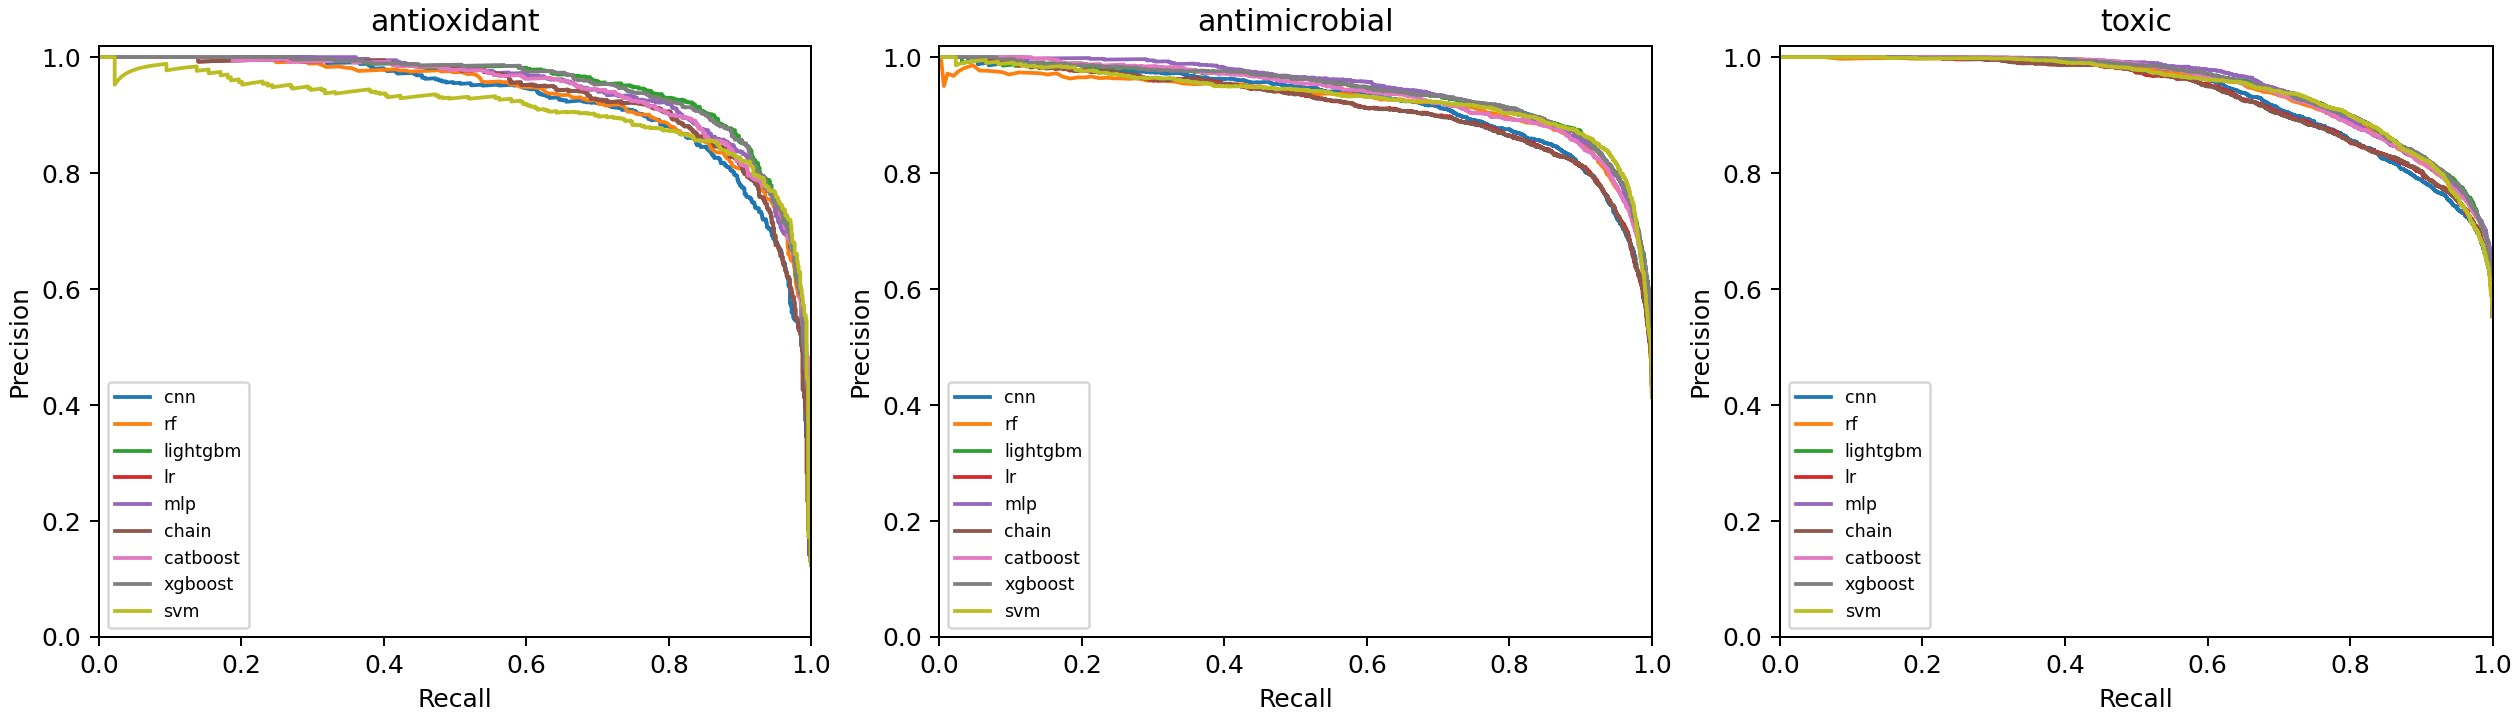 antioxidant
1.0
0.8
0.6
0.4
0.2
0.0
Precision
cnn
rf
lightgbm
lr
mlp
chain
catboost
xgboost
svm
0.0 0.2 0.4 0.6 0.8 1.0
Recall
antimicrobial
1.0
0.8
0.6
0.4
0.2
0.0
Precision
cnn
rf
lightgbm
lr
mlp
chain
catboost
xgboost
svm
0.0 0.2 0.4 0.6 0.8 1.0
Recall
toxic
1.0
0.8
0.6
0.4
0.2
0.0
Precision
cnn
rf
lightgbm
lr
mlp
chain
catboost
xgboost
svm
0.0 0.2 0.4 0.6 0.8 1.0
Recall